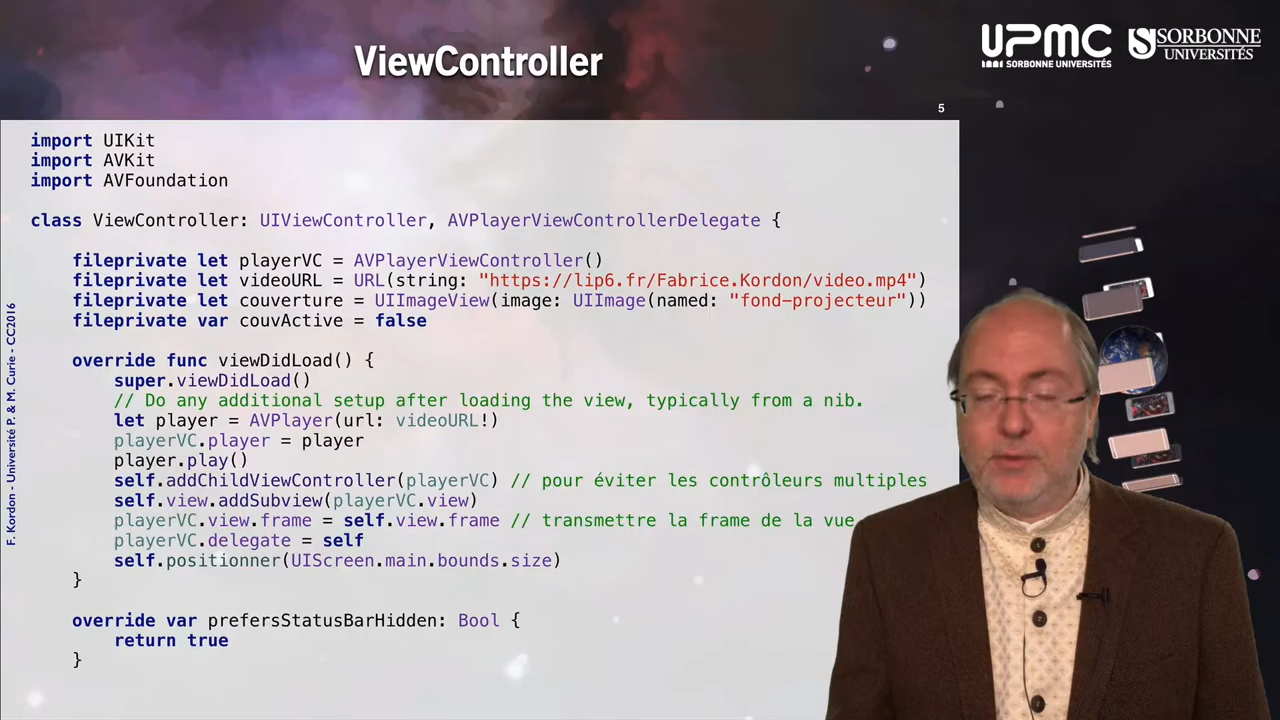 ViewController
UPMC
SORBONNE UNIVERSITÉS
SORBONNE
UNIVERSITÉS
5
import UIKit
import AVKit
import AVFoundation
class ViewController: UIViewController, AVPlayerViewControllerDelegate {
fileprivate let playerVC = AVPlayerViewController()
fileprivate let videoURL = URL(string: "https://lip6.fr/Fabrice.Kordon/video.mp4")
fileprivate let couverture = UIImageView(image: UIImage(named: "fond-projecteur"))
fileprivate var couvActive = false
override func viewDidLoad() {
super.viewDidLoad()
// Do any additional setup after loading the view, typically from a nib.
let player = AVPlayer(url: videoURL!)
playerVC.player = player
player.play()
self.addChildViewController(playerVC) // pour éviter les contrôleurs multiples
self.view.addSubview(playerVC.view)
playerVC.view.frame = self.view.frame // transmettre la frame de la vue
playerVC.delegate = self
self.positionner(UIScreen.main.bounds.size)
}
override var prefersStatusBarHidden: Bool {
return true
}
F. Kordon - Université P. & M. Curie - CC2016